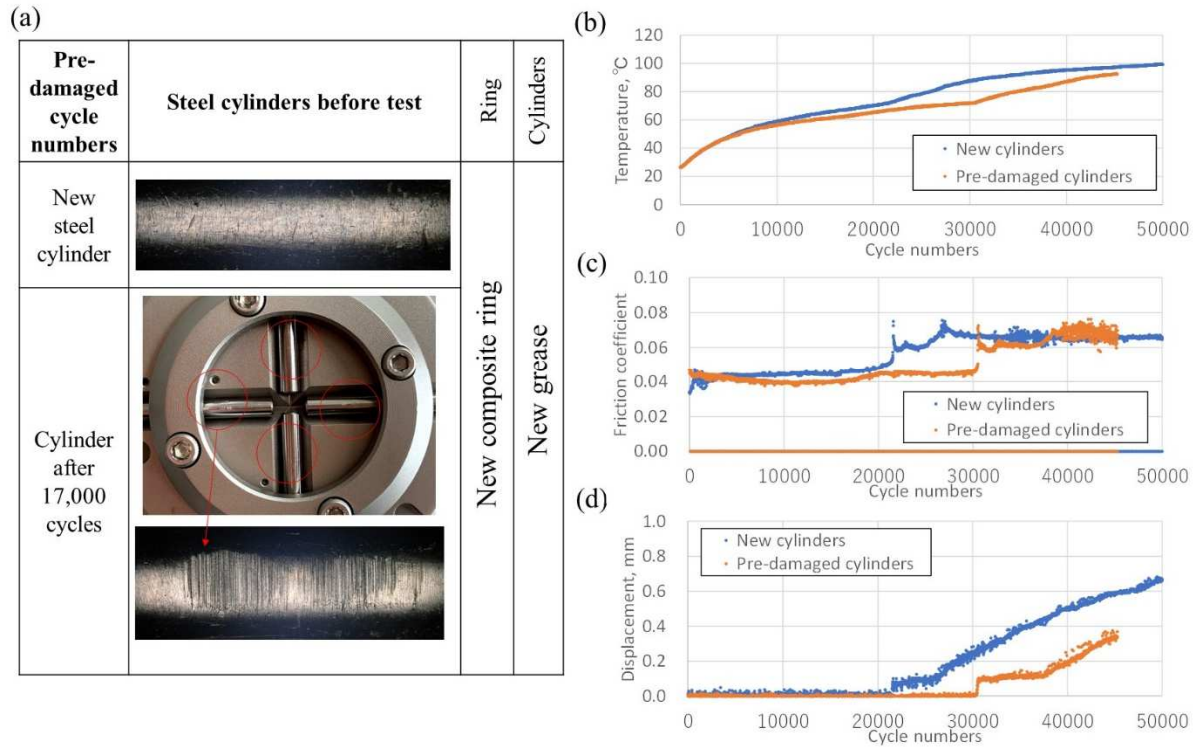 (a)
Pre-
damaged
cycle
numbers
Steel cylinders before test
Ring
Cylinders
New
steel
cylinder
Cylinder
after
17,000
cycles
New composite ring
New grease
(b)
120
100
80
60
40
20
0
Temperature, ℃
New cylinders
Pre-damaged cylinders
0 10000 20000 30000 40000 50000
Cycle numbers
(c)
0.10
0.08
0.06
0.04
0.02
0.00
Friction coefficient
New cylinders
Pre-damaged cylinders
0 10000 20000 30000 40000 50000
Cycle numbers
(d)
1.0
0.8
0.6
0.4
0.2
0.0
Displacement, mm
New cylinders
Pre-damaged cylinders
0 10000 20000 30000 40000 50000
Cycle numbers